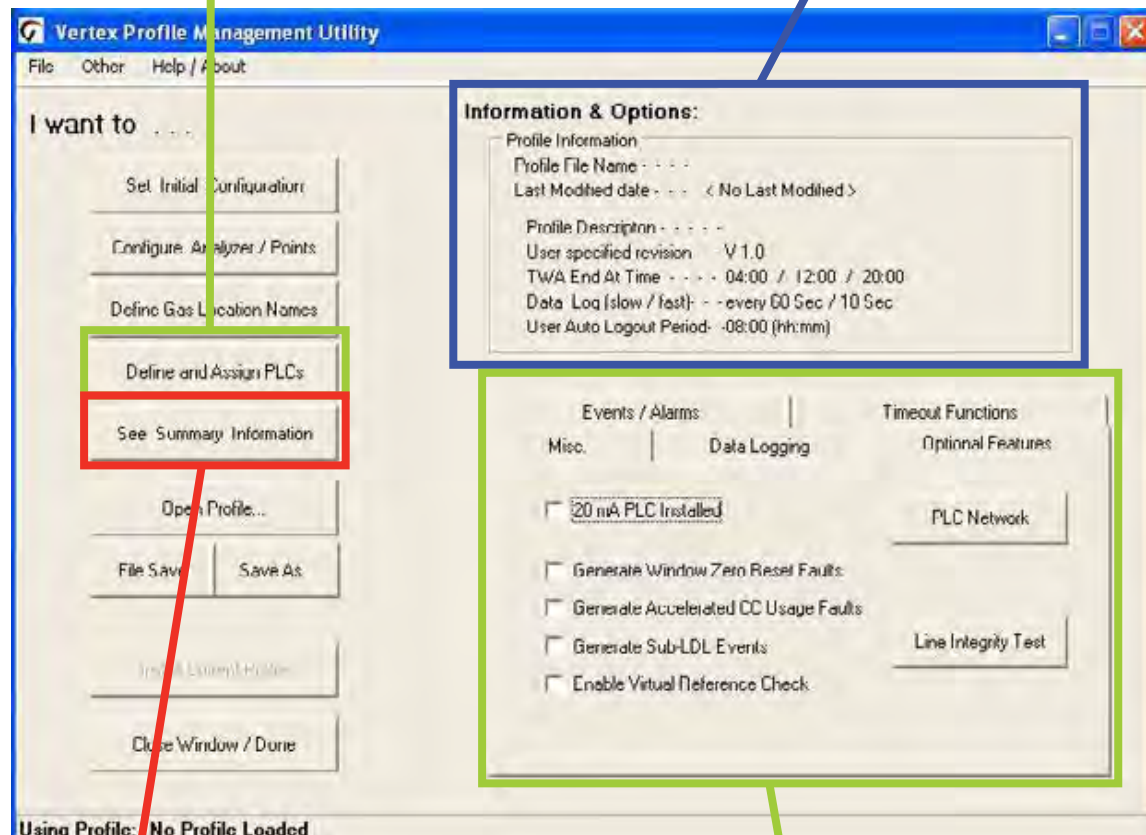 Vertex Profile Management Utility
File Other Help / About
I want to . . .
Set Initial Configuration
Configure Analyzer / Points
Define Gas Location Names
Define and Assign PLCs
See Summary Information
Open Profile...
File Save Save As
Close Window / Done
Information & Options:
Profile Information
Profile File Name - - - -
Last Modified date - - - < No Last Modified >
Profile Descripton - - - - -
User specified revision V 1.0
TWA End At Time - - - - 04:00 / 12:00 / 20:00
Data Log (slow / fast)- - - every 60 Sec / 10 Sec
User Auto Logout Period- -08:00 (hh:mm)
Events / Alarms Timeout Functions
Misc. Data Logging Optional Features
20 mA PLC Installed
PLC Network
Generate Window Zero Reset Faults
Generate Accelerated CC Usage Faults
Generate Sub-LDL Events
Line Integrity Test
Enable Virtual Reference Check
Using Profile: No Profile Loaded